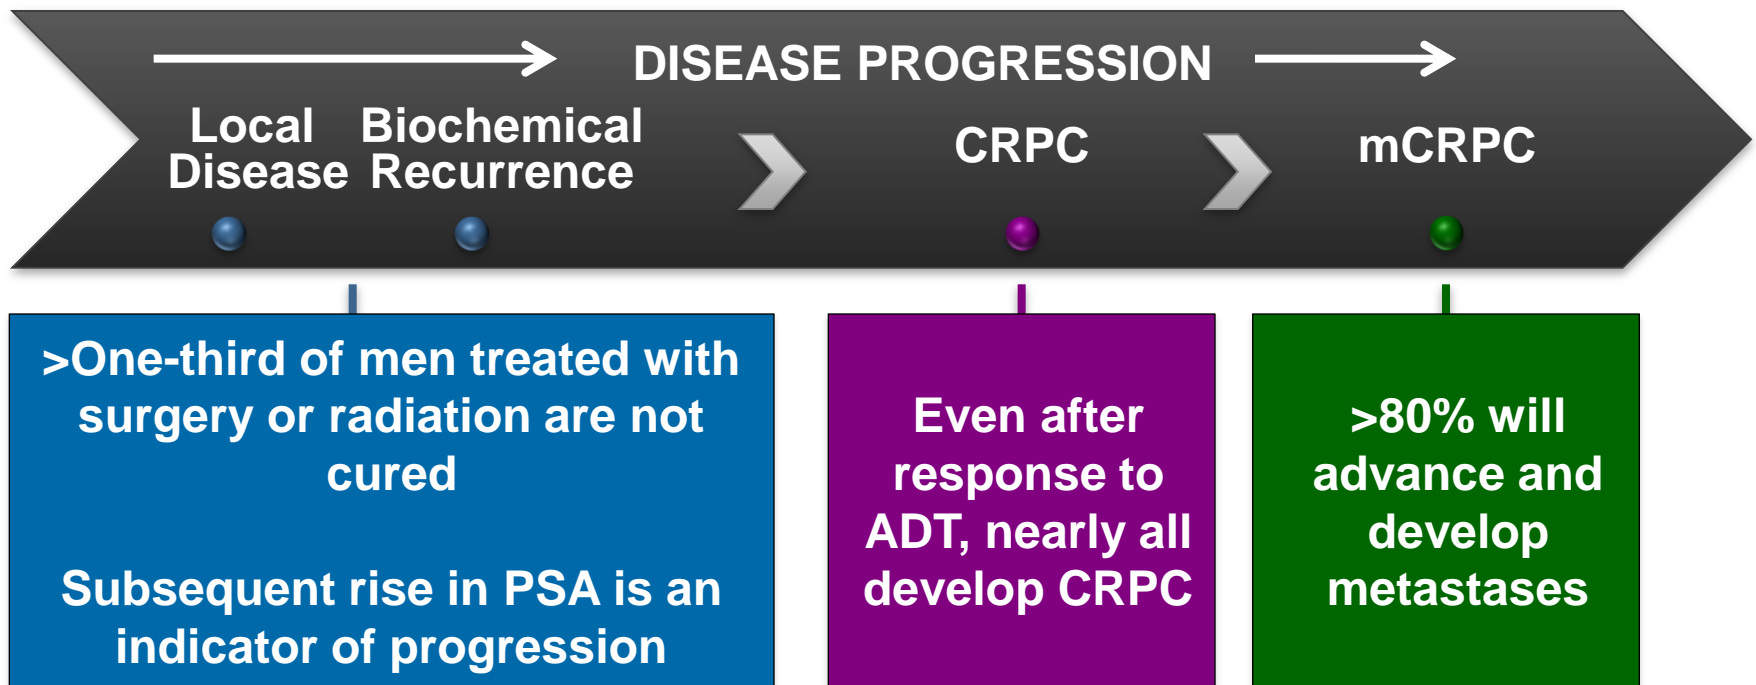 DISEASE PROGRESSION
Local
Disease
Biochemical
Recurrence
CRPC
mCRPC
>One-third of men treated with
surgery or radiation are not
cured
Subsequent rise in PSA is an
indicator of progression
Even after
response to
ADT, nearly all
develop CRPC
>80% will
advance and
develop
metastases